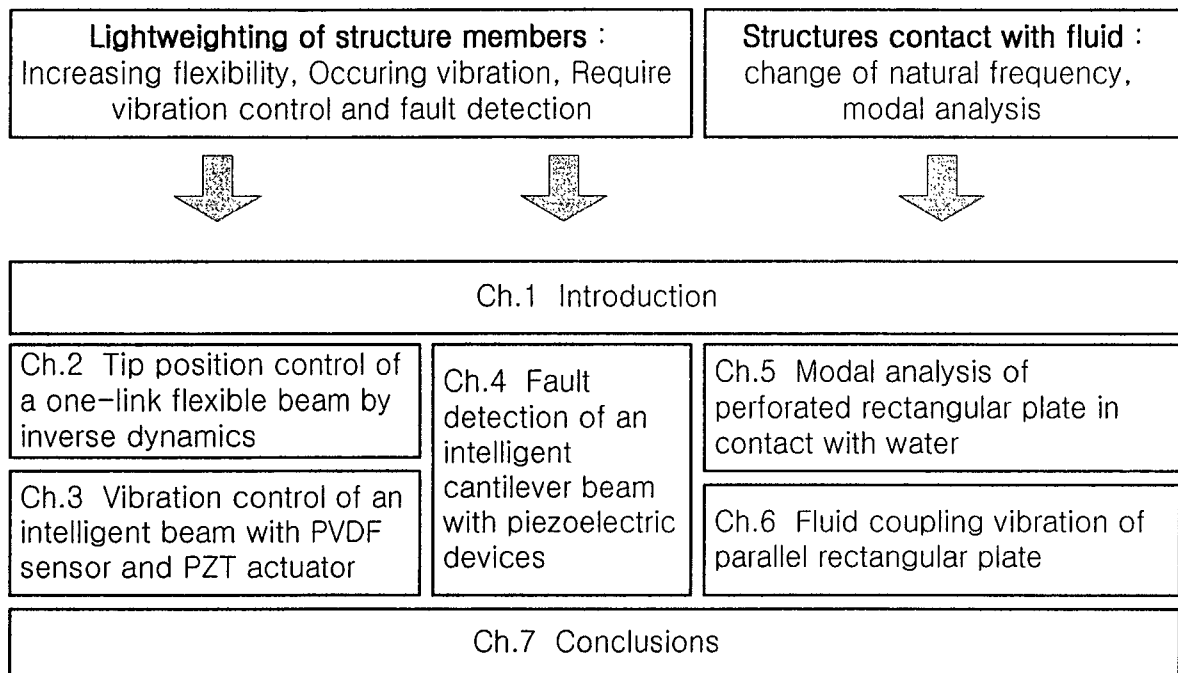 Lightweighting of structure members :
Increasing flexibility, Occuring vibration, Require
vibration control and fault detection
Structures contact with fluid :
change of natural frequency,
modal analysis
Ch.1 Introduction
Ch.2 Tip position control of
a one-link flexible beam by
inverse dynamics
Ch.3 Vibration control of an
intelligent beam with PVDF
sensor and PZT actuator
Ch.4 Fault
detection of an
intelligent
cantilever beam
with piezoelectric
devices
Ch.5 Modal analysis of
perforated rectangular plate in
contact with water
Ch.6 Fluid coupling vibration of
parallel rectangular plate
Ch.7 Conclusions